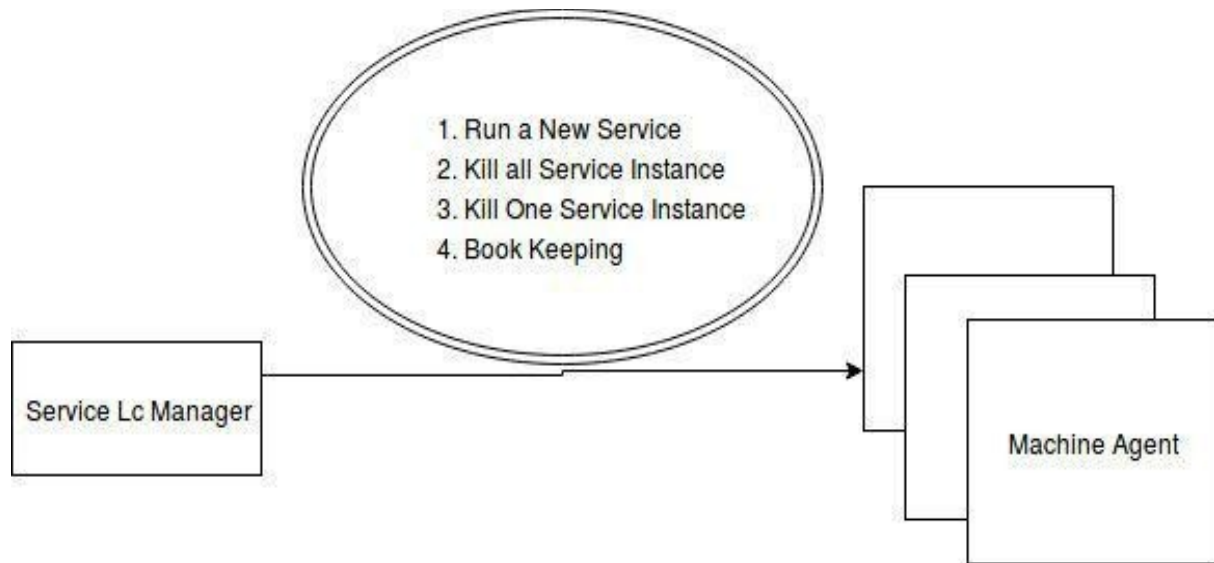 1. Run a New Service
2. Kill all Service Instance
3. Kill One Service Instance
4. Book Keeping
Service Lc Manager
Machine Agent